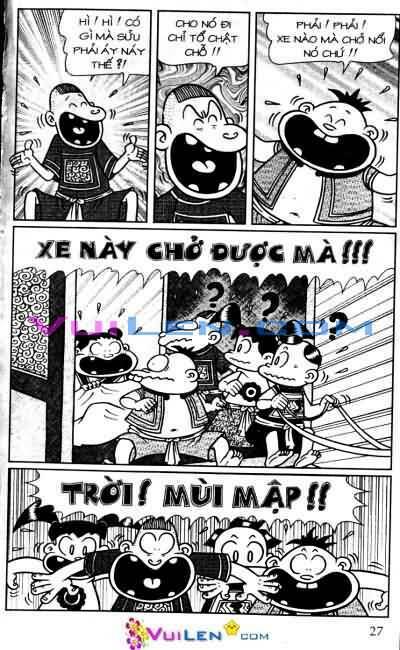 HÌ! HÌ! CÓ
GÌ MÀ SỬU
PHẢI ÁY NÁY
THẾ?!
CHO NÓ ĐI
CHỈ TỔ CHẬT
CHỖ!!
PHẢI! PHẢI!
XE NÀO MÀ CHỞ NỔI
NÓ CHỨ!!
XE NÀY CHỞ ĐƯỢC MÀ!!!
?
?
?
?
VUILEN.COM
TRỜI! MÙI MẬP!!
27
VUILEN.COM